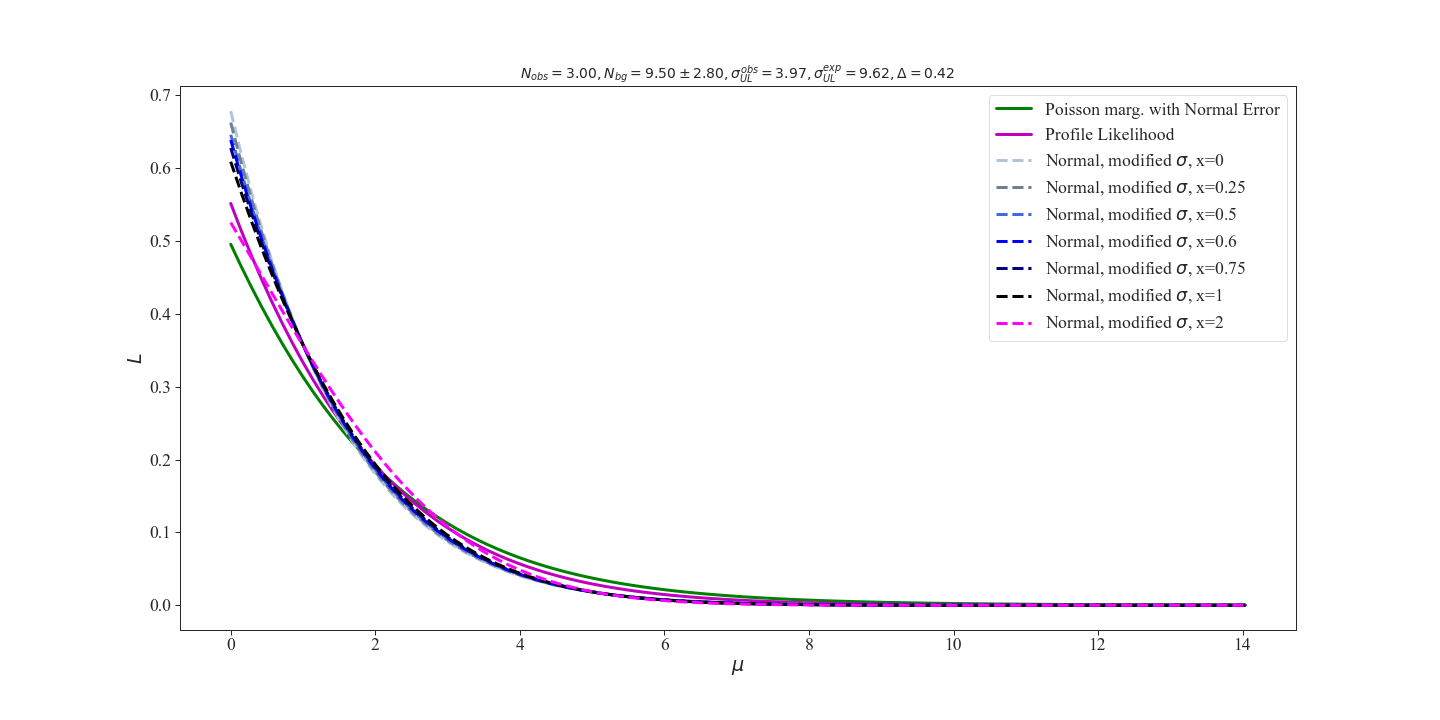 N_obs = 3.00, N_bg = 9.50 ± 2.80, σ_UL^obs = 3.97, σ_UL^exp = 9.62, Δ = 0.42
0.7
0.6
0.5
0.4
0.3
0.2
0.1
0.0
L
0 2 4 6 8 10 12 14
μ
Poisson marg. with Normal Error
Profile Likelihood
Normal, modified σ, x=0
Normal, modified σ, x=0.25
Normal, modified σ, x=0.5
Normal, modified σ, x=0.6
Normal, modified σ, x=0.75
Normal, modified σ, x=1
Normal, modified σ, x=2